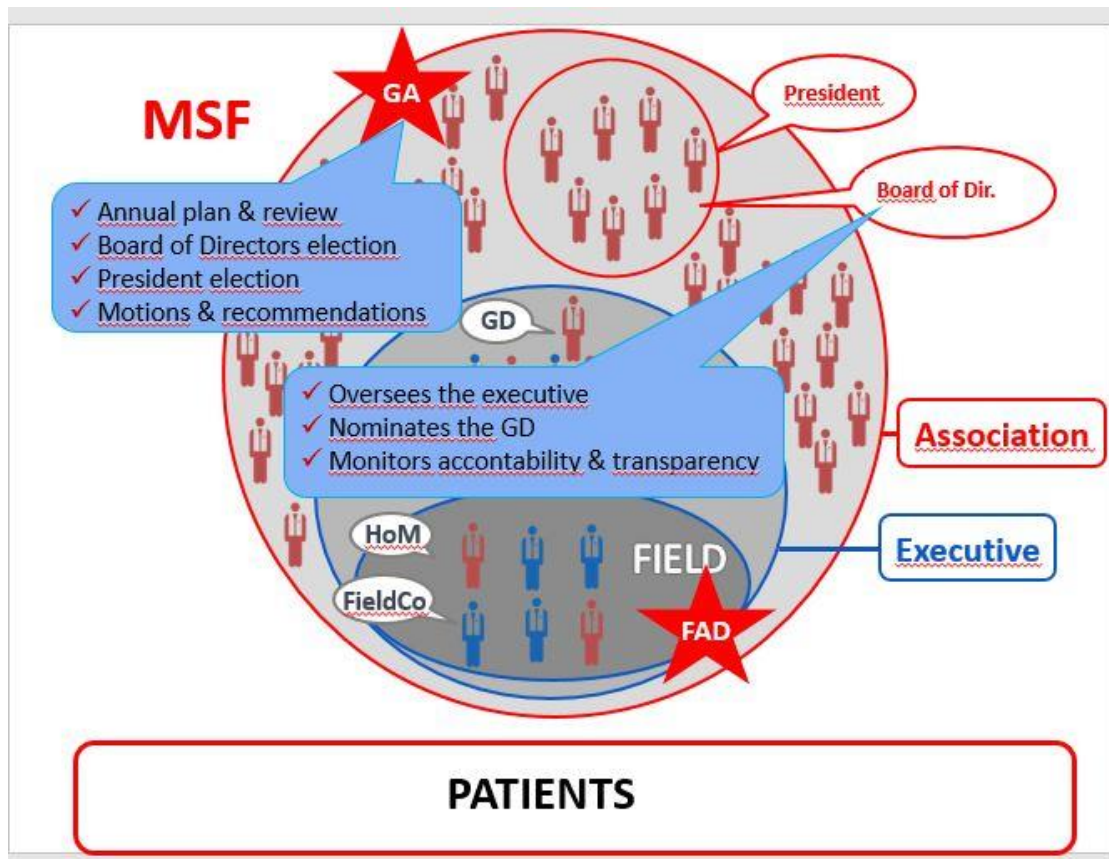 MSF
GA
President
Board of Dir.
✓ Annual plan & review
✓ Board of Directors election
✓ President election
✓ Motions & recommendations
GD
✓ Oversees the executive
✓ Nominates the GD
✓ Monitors accontability & transparency
Association
Executive
HoM
FIELD
FieldCo
FAD
PATIENTS